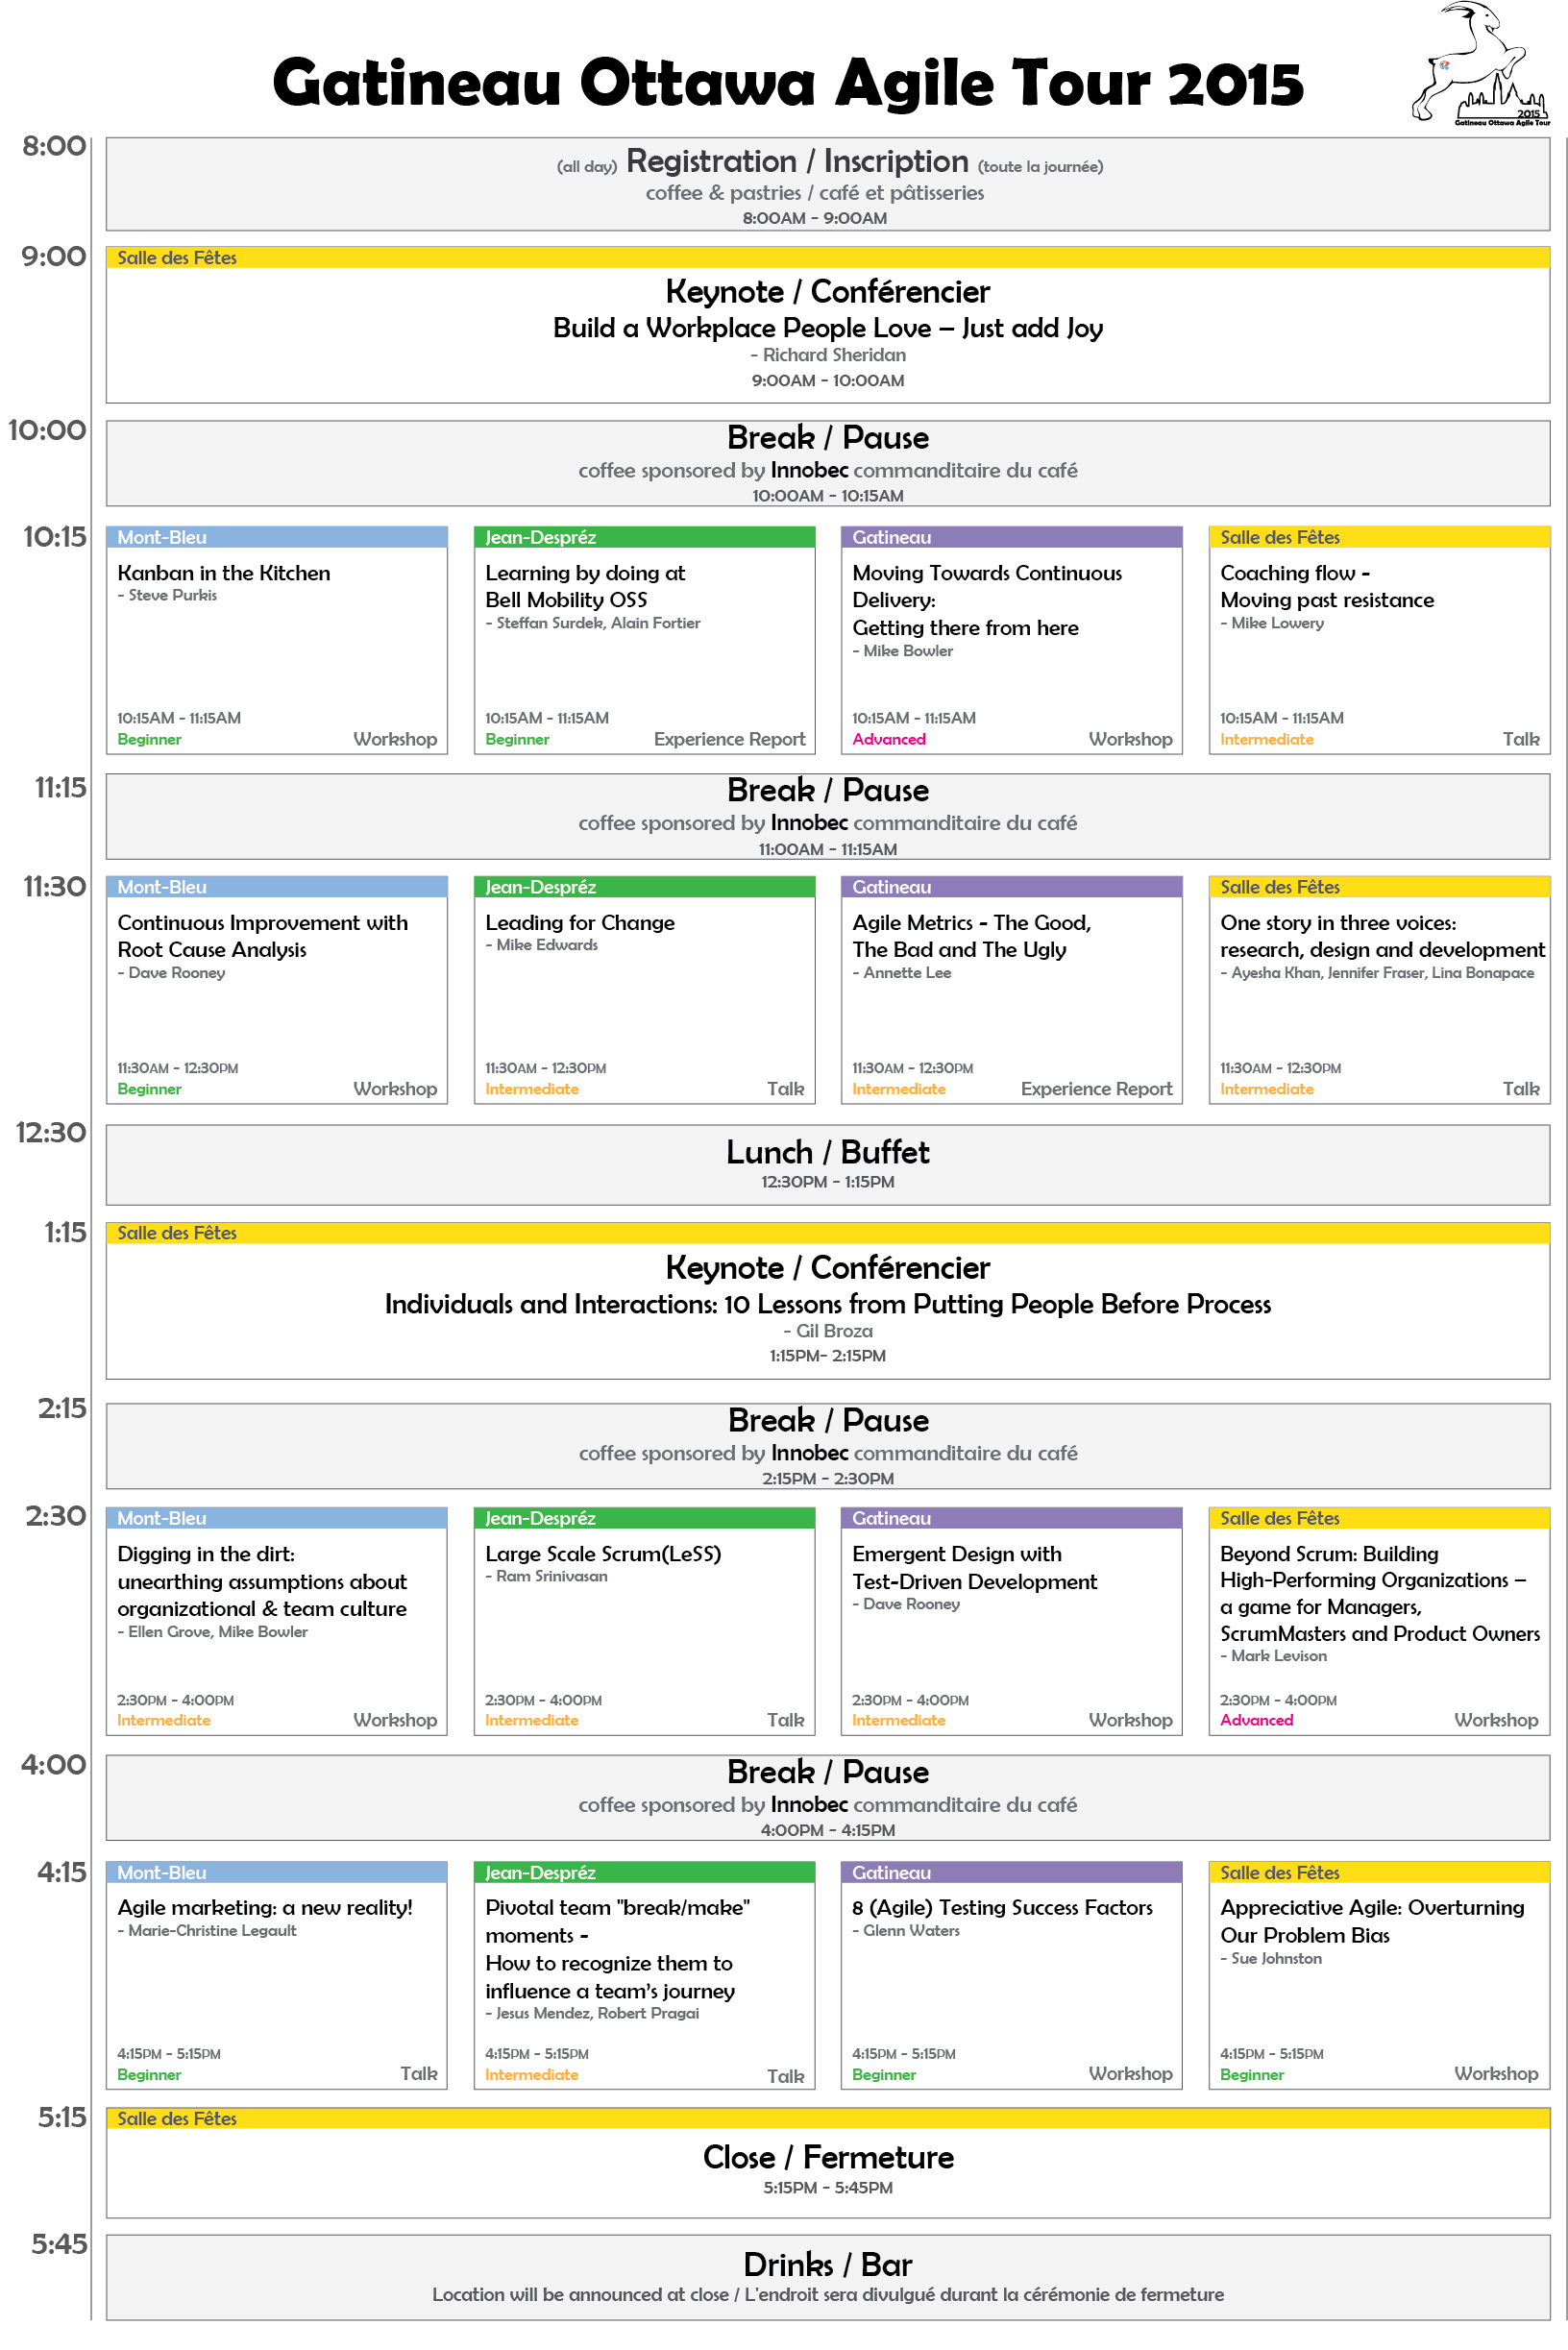 Gatineau Ottawa Agile Tour 2015
2015
Gatineau Ottawa Agile Tour
8:00
(all day) Registration / Inscription (toute la journée)
coffee & pastries / café et pâtisseries
8:00AM - 9:00AM
9:00
Salle des Fêtes
Keynote / Conférencier
Build a Workplace People Love – Just add Joy
- Richard Sheridan
9:00AM - 10:00AM
10:00
Break / Pause
coffee sponsored by Innobec commanditaire du café
10:00AM - 10:15AM
10:15
Mont-Bleu
Kanban in the Kitchen
- Steve Purkis
10:15AM - 11:15AM
Beginner Workshop
Jean-Despréz
Learning by doing at
Bell Mobility OSS
- Steffan Surdek, Alain Fortier
10:15AM - 11:15AM
Beginner Experience Report
Gatineau
Moving Towards Continuous
Delivery:
Getting there from here
- Mike Bowler
10:15AM - 11:15AM
Advanced Workshop
Salle des Fêtes
Coaching flow -
Moving past resistance
- Mike Lowery
10:15AM - 11:15AM
Intermediate Talk
11:15
Break / Pause
coffee sponsored by Innobec commanditaire du café
11:00AM - 11:15AM
11:30
Mont-Bleu
Continuous Improvement with
Root Cause Analysis
- Dave Rooney
11:30AM - 12:30PM
Beginner Workshop
Jean-Despréz
Leading for Change
- Mike Edwards
11:30AM - 12:30PM
Intermediate Talk
Gatineau
Agile Metrics - The Good,
The Bad and The Ugly
- Annette Lee
11:30AM - 12:30PM
Intermediate Experience Report
Salle des Fêtes
One story in three voices:
research, design and development
- Ayesha Khan, Jennifer Fraser, Lina Bonapace
11:30AM - 12:30PM
Intermediate Talk
12:30
Lunch / Buffet
12:30PM - 1:15PM
1:15
Salle des Fêtes
Keynote / Conférencier
Individuals and Interactions: 10 Lessons from Putting People Before Process
- Gil Broza
1:15PM- 2:15PM
2:15
Break / Pause
coffee sponsored by Innobec commanditaire du café
2:15PM - 2:30PM
2:30
Mont-Bleu
Digging in the dirt:
unearthing assumptions about
organizational & team culture
- Ellen Grove, Mike Bowler
2:30PM - 4:00PM
Intermediate Workshop
Jean-Despréz
Large Scale Scrum(LeSS)
- Ram Srinivasan
2:30PM - 4:00PM
Intermediate Talk
Gatineau
Emergent Design with
Test-Driven Development
- Dave Rooney
2:30PM - 4:00PM
Intermediate Workshop
Salle des Fêtes
Beyond Scrum: Building
High-Performing Organizations –
a game for Managers,
ScrumMasters and Product Owners
- Mark Levison
2:30PM - 4:00PM
Advanced Workshop
4:00
Break / Pause
coffee sponsored by Innobec commanditaire du café
4:00PM - 4:15PM
4:15
Mont-Bleu
Agile marketing: a new reality!
- Marie-Christine Legault
4:15PM - 5:15PM
Beginner Talk
Jean-Despréz
Pivotal team "break/make"
moments -
How to recognize them to
influence a team’s journey
- Jesus Mendez, Robert Pragai
4:15PM - 5:15PM
Intermediate Talk
Gatineau
8 (Agile) Testing Success Factors
- Glenn Waters
4:15PM - 5:15PM
Beginner Workshop
Salle des Fêtes
Appreciative Agile: Overturning
Our Problem Bias
- Sue Johnston
4:15PM - 5:15PM
Beginner Workshop
5:15
Salle des Fêtes
Close / Fermeture
5:15PM - 5:45PM
5:45
Drinks / Bar
Location will be announced at close / L'endroit sera divulgué durant la cérémonie de fermeture